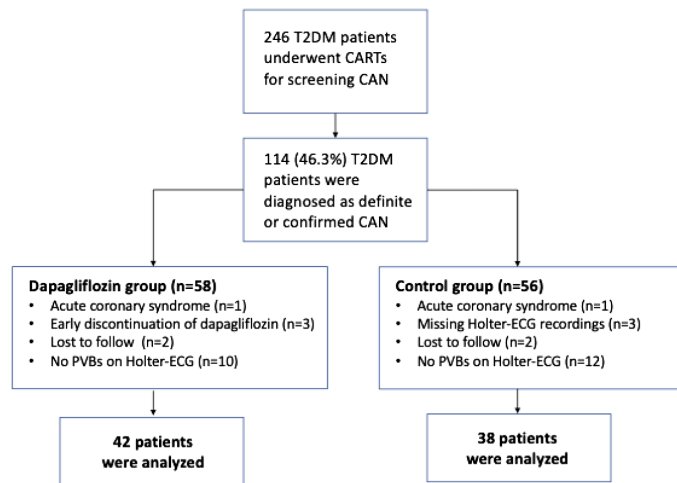 246 T2DM patients
underwent CARTs
for screening CAN
114 (46.3%) T2DM
patients were
diagnosed as definite
or confirmed CAN
Dapagliflozin group (n=58)
• Acute coronary syndrome (n=1)
• Early discontinuation of dapagliflozin (n=3)
• Lost to follow (n=2)
• No PVBs on Holter-ECG (n=10)
Control group (n=56)
• Acute coronary syndrome (n=1)
• Missing Holter-ECG recordings (n=3)
• Lost to follow (n=2)
• No PVBs on Holter-ECG (n=12)
42 patients
were analyzed
38 patients
were analyzed